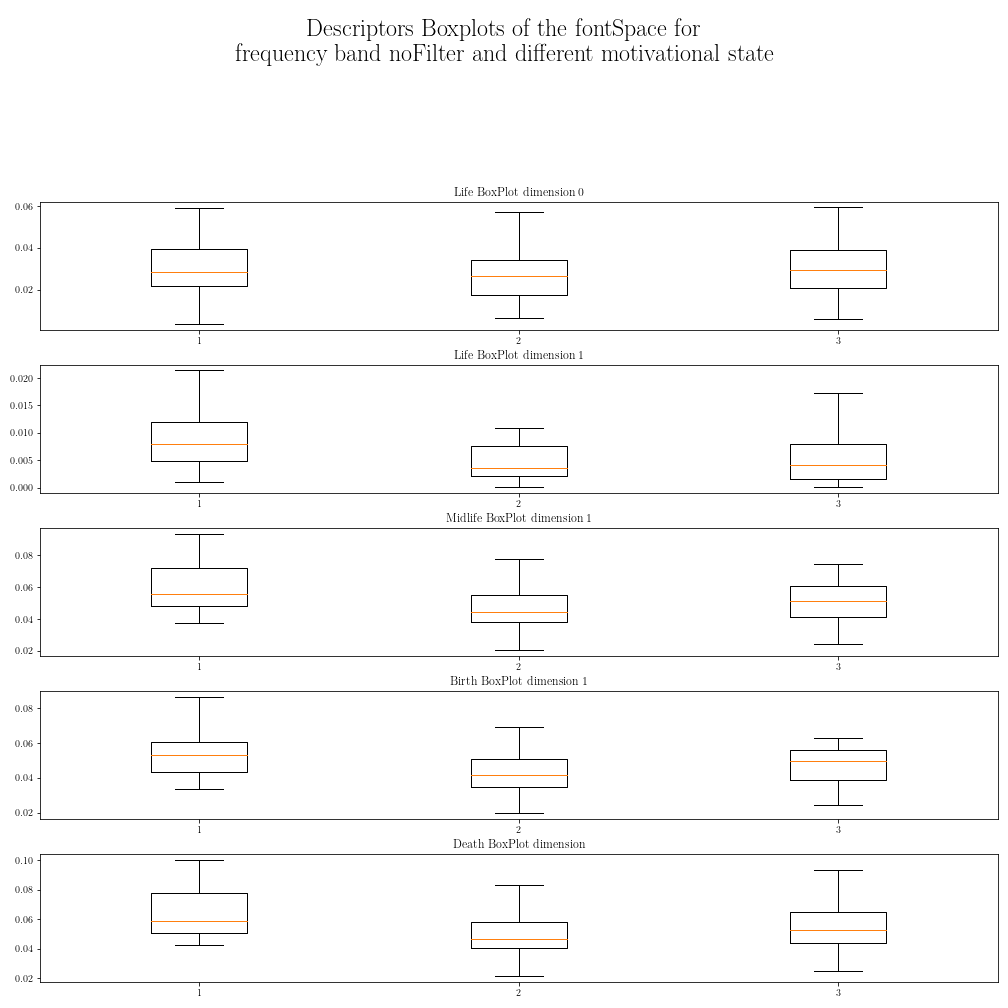 Descriptors Boxplots of the fontSpace for
frequency band noFilter and different motivational state
Life BoxPlot dimension 0
0.06
0.04
0.02
1 2 3
Life BoxPlot dimension 1
0.020
0.015
0.010
0.005
0.000
1 2 3
Midlife BoxPlot dimension 1
0.08
0.06
0.04
0.02
1 2 3
Birth BoxPlot dimension 1
0.08
0.06
0.04
0.02
1 2 3
Death BoxPlot dimension
0.10
0.08
0.06
0.04
0.02
1 2 3